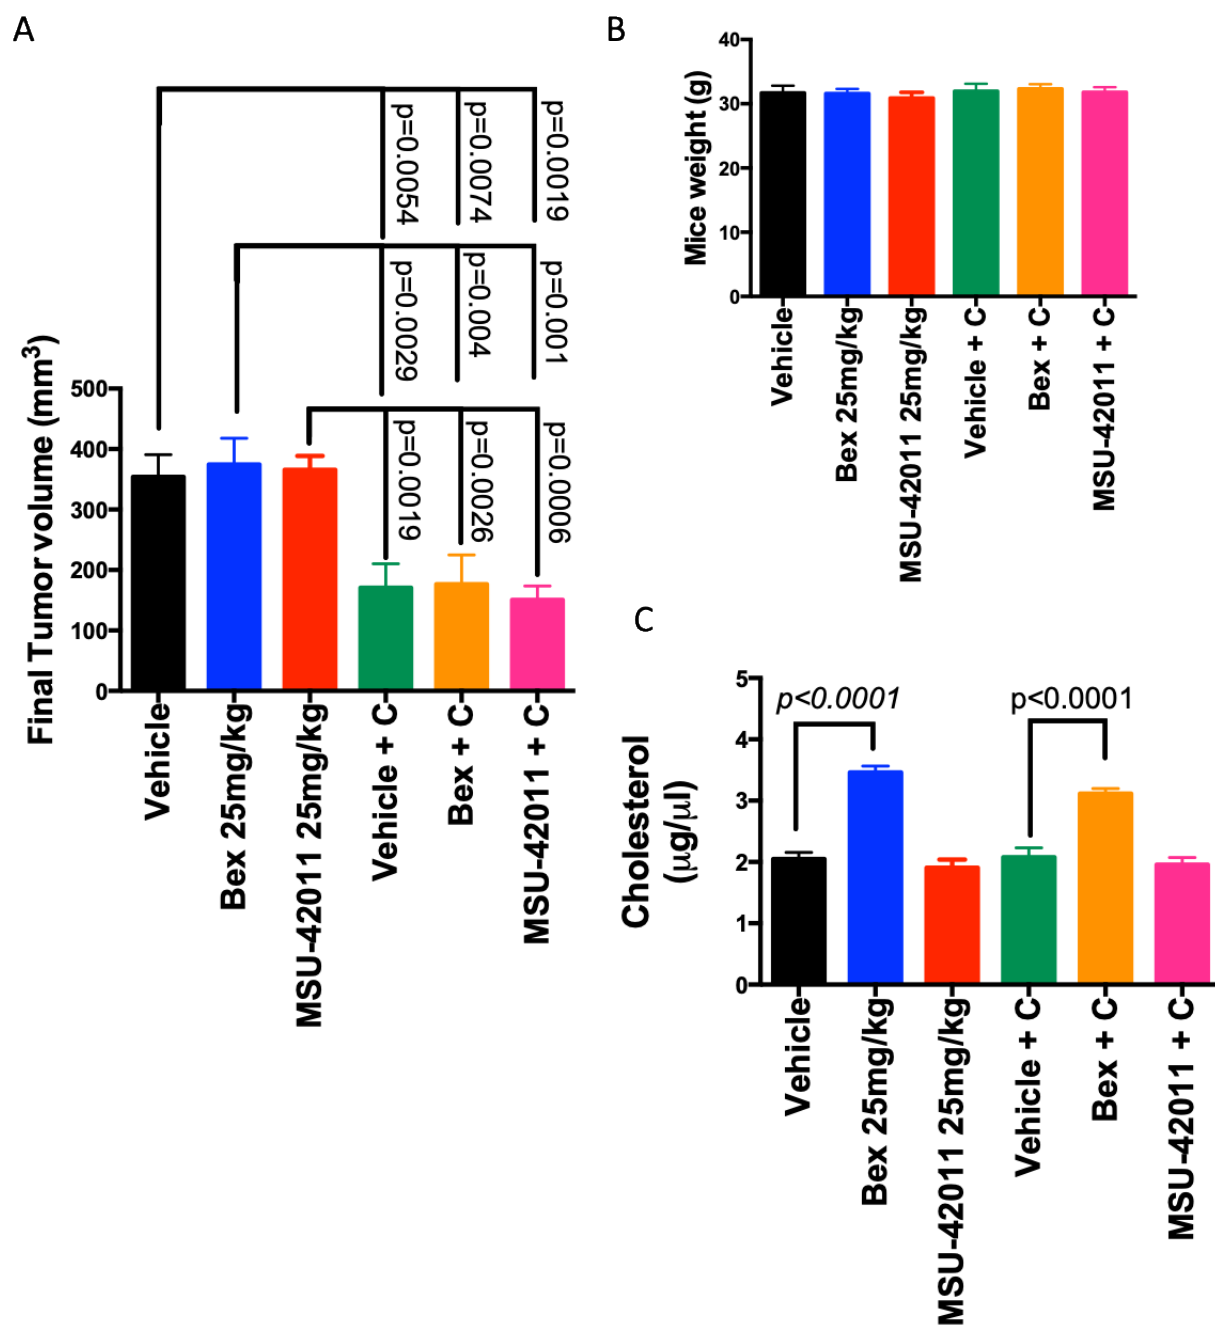 A
p=0.0054
p=0.0074
p=0.0019
p=0.0029
p=0.004
p=0.001
p=0.0019
p=0.0026
p=0.0006
Final Tumor volume (mm³)
500
400
300
200
100
0
Vehicle
Bex 25mg/kg
MSU-42011 25mg/kg
Vehicle + C
Bex + C
MSU-42011 + C
B
Mice weight (g)
40
30
20
10
0
Vehicle
Bex 25mg/kg
MSU-42011 25mg/kg
Vehicle + C
Bex + C
MSU-42011 + C
C
Cholesterol
(µg/µl)
5
4
3
2
1
0
p<0.0001
p<0.0001
Vehicle
Bex 25mg/kg
MSU-42011 25mg/kg
Vehicle + C
Bex + C
MSU-42011 + C